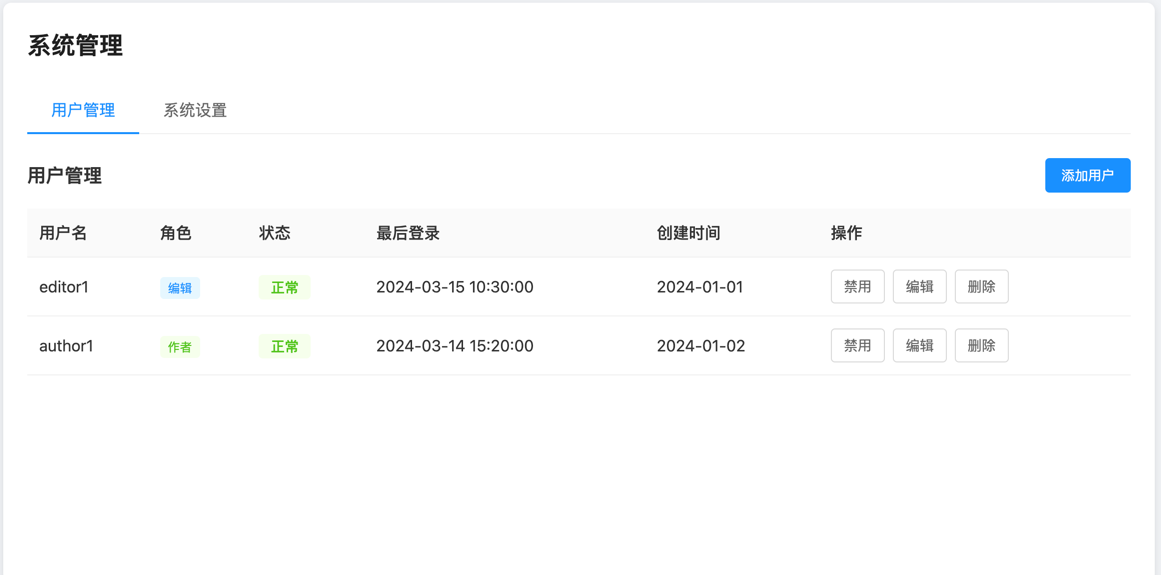 系统管理
用户管理 系统设置
用户管理 添加用户
用户名 角色 状态 最后登录 创建时间 操作
editor1 编辑 正常 2024-03-15 10:30:00 2024-01-01 禁用 编辑 删除
author1 作者 正常 2024-03-14 15:20:00 2024-01-02 禁用 编辑 删除